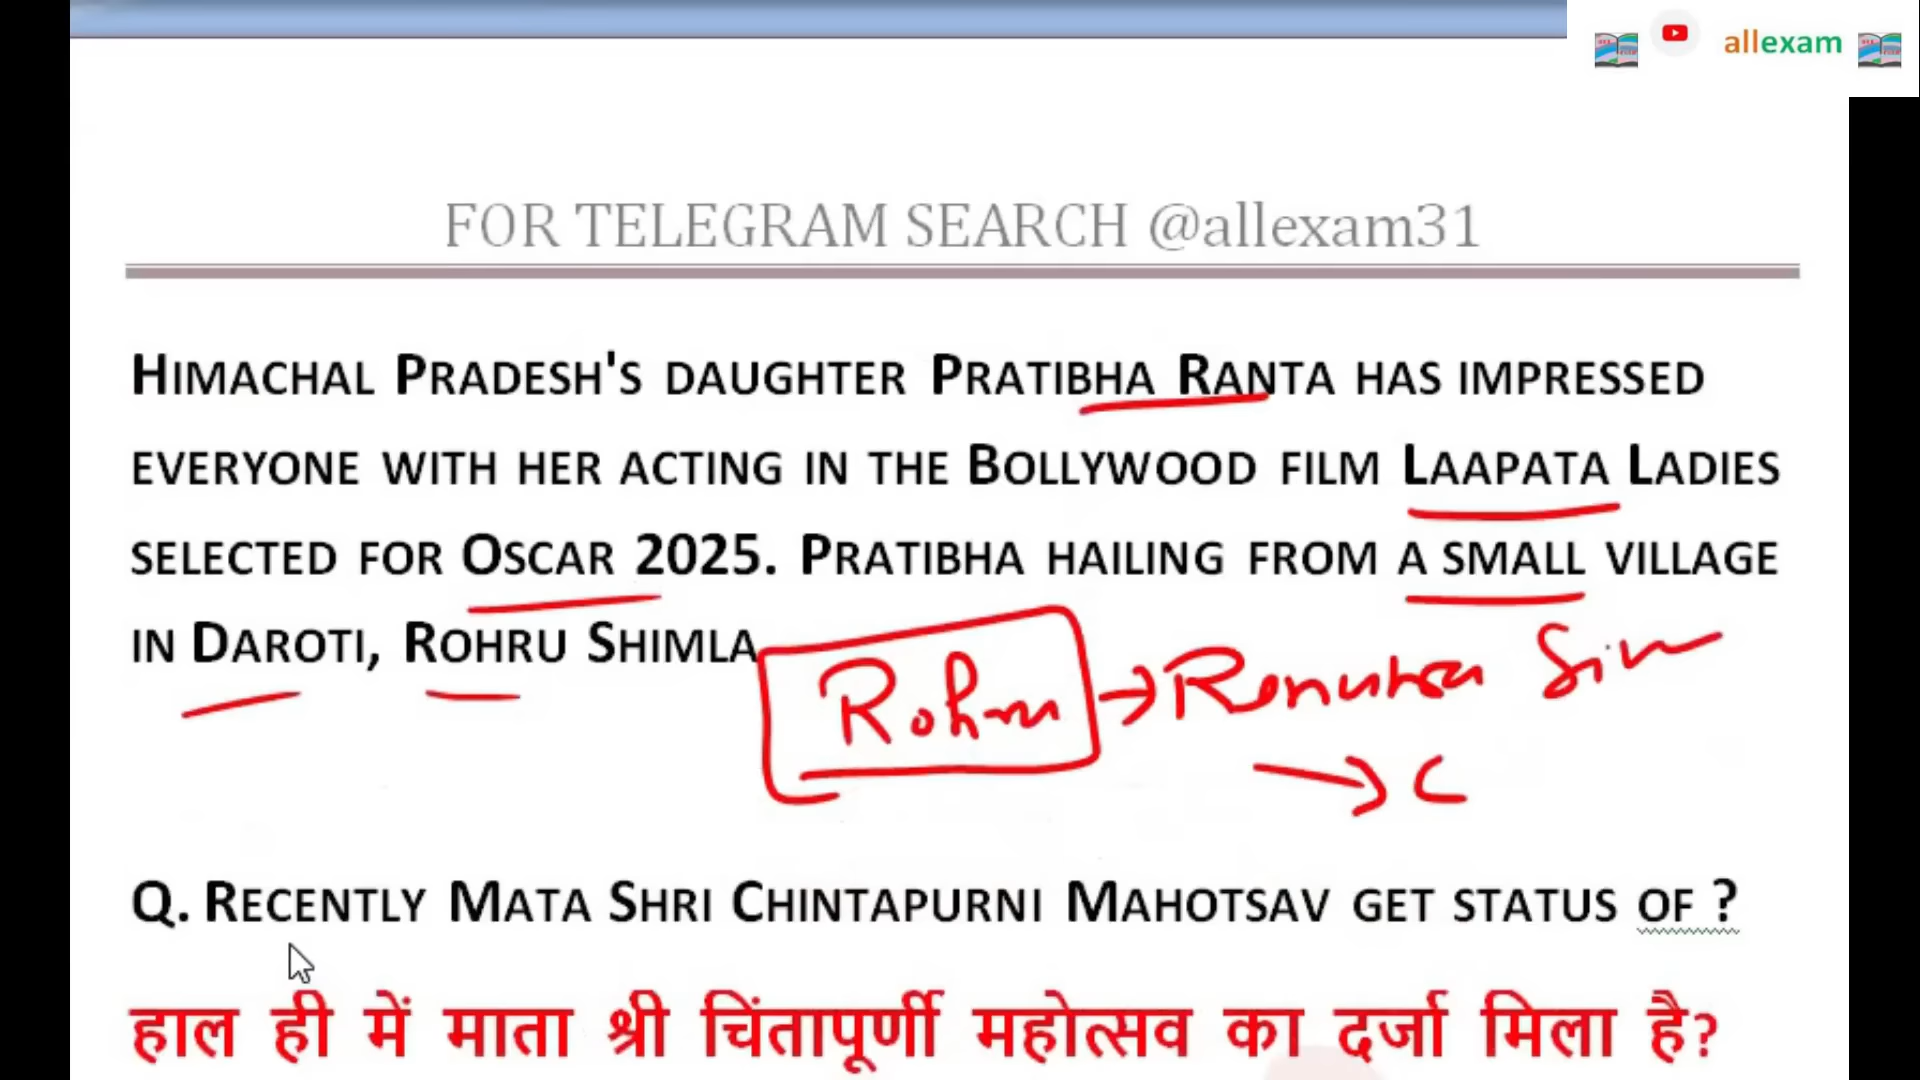 allexam
FOR TELEGRAM SEARCH @allexam31
HIMACHAL PRADESH'S DAUGHTER PRATIBHA RANTA HAS IMPRESSED
EVERYONE WITH HER ACTING IN THE BOLLYWOOD FILM LAAPATA LADIES
SELECTED FOR OSCAR 2025. PRATIBHA HAILING FROM A SMALL VILLAGE
IN DAROTI, ROHRU SHIMLA
Rohru → Renuka
→ C
Q. RECENTLY MATA SHRI CHINTAPURNI MAHOTSAV GET STATUS OF ?
हाल ही में माता श्री चिंतापूर्णी महोत्सव का दर्जा मिला है?